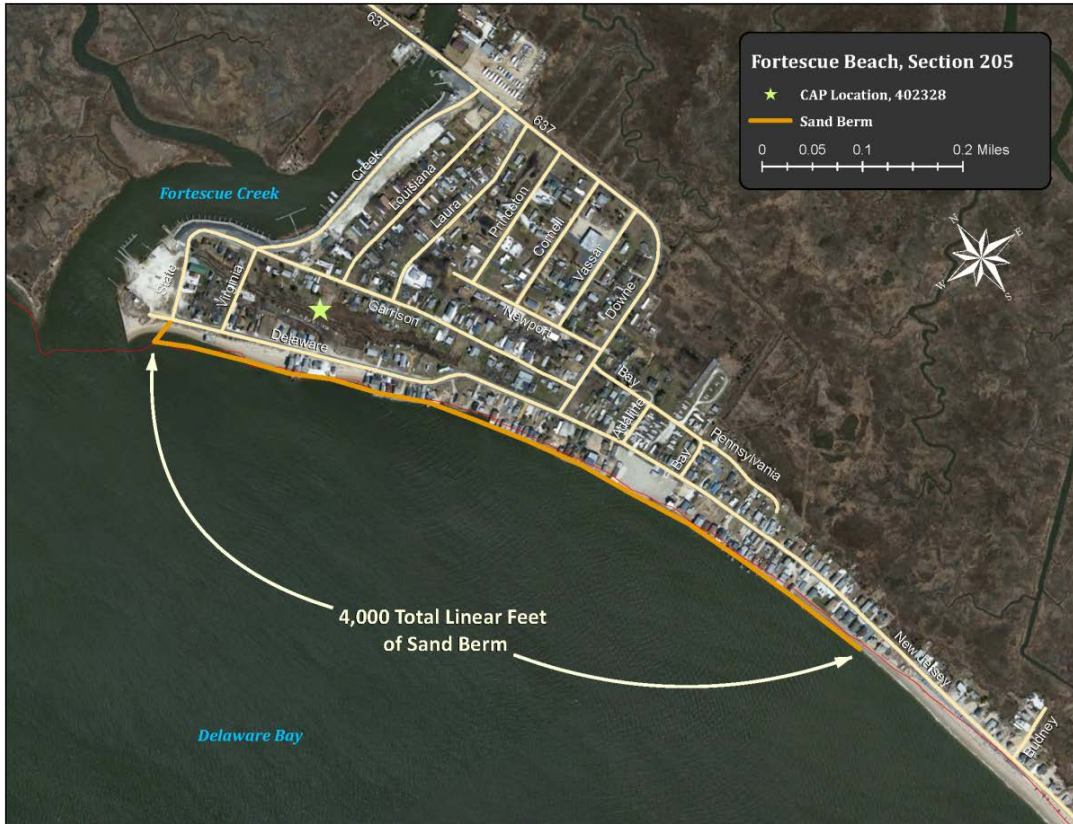 637
Fortescue Beach, Section 205
CAP Location, 402328
Sand Berm
0 0.05 0.1 0.2 Miles
637
Creek
Louisiana
Laura
Princeton
Cornell
Vassar
Downe
Fortescue Creek
State
Virginia
Garrison
Newport
Delaware
Bay
Adaline
Bay
Pennsylvania
N
E
W
S
4,000 Total Linear Feet
of Sand Berm
New Jersey
Budney
Delaware Bay